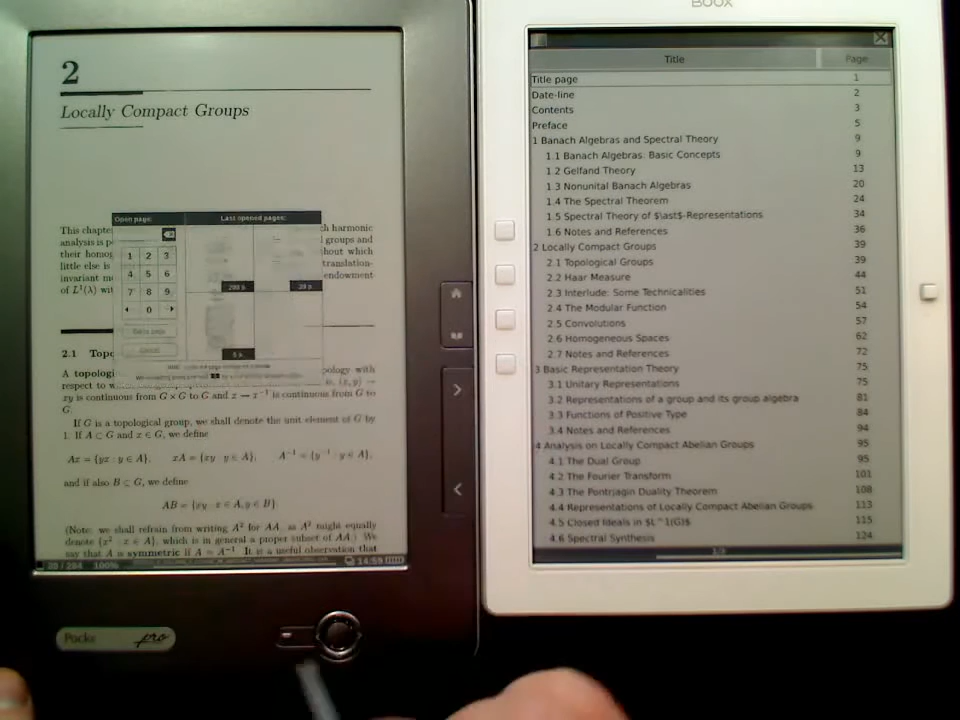 2
Locally Compact Groups
This chapte
ch harmonic
analysis is p
l groups and
their homog
hout which
little else is
translation-
invariant m
endowment
of L¹(λ) wit
Open page:
Last opened pages:
1 2 3
4 5 6
7 8 9
0
6 p.
2.1 Topo
A topologi
pology with
respect to w
xy is continuous from G × G to G and x → x⁻¹ is continuous from G to
G.
If G is a topological group, we shall denote the unit element of G by
1. If A ⊂ G and x ∈ G, we define
Ax = {yx : y ∈ A}, xA = {xy : y ∈ A}, A⁻¹ = {y⁻¹ : y ∈ A},
and if also B ⊂ G, we define
AB = {xy : x ∈ A, y ∈ B}.
(Note: we shall refrain from writing A² for AA, as A² might equally
denote {x² : x ∈ A}, which is in general a proper subset of AA.) We
say that A is symmetric if A = A⁻¹. It is a useful observation that
/ 284 100% 14:59
Pocke pro
BOOX
Title Page
Title page 1
Date-line 2
Contents 3
Preface 5
1 Banach Algebras and Spectral Theory 9
1.1 Banach Algebras: Basic Concepts 9
1.2 Gelfand Theory 13
1.3 Nonunital Banach Algebras 20
1.4 The Spectral Theorem 24
1.5 Spectral Theory of $\ast$-Representations 34
1.6 Notes and References 36
2 Locally Compact Groups 39
2.1 Topological Groups 39
2.2 Haar Measure 44
2.3 Interlude: Some Technicalities 51
2.4 The Modular Function 54
2.5 Convolutions 57
2.6 Homogeneous Spaces 62
2.7 Notes and References 72
3 Basic Representation Theory 75
3.1 Unitary Representations 75
3.2 Representations of a group and its group algebra 81
3.3 Functions of Positive Type 84
3.4 Notes and References 94
4 Analysis on Locally Compact Abelian Groups 95
4.1 The Dual Group 95
4.2 The Fourier Transform 101
4.3 The Pontrjagin Duality Theorem 108
4.4 Representations of Locally Compact Abelian Groups 113
4.5 Closed Ideals in $L^1(G)$ 115
4.6 Spectral Synthesis 124
1/3